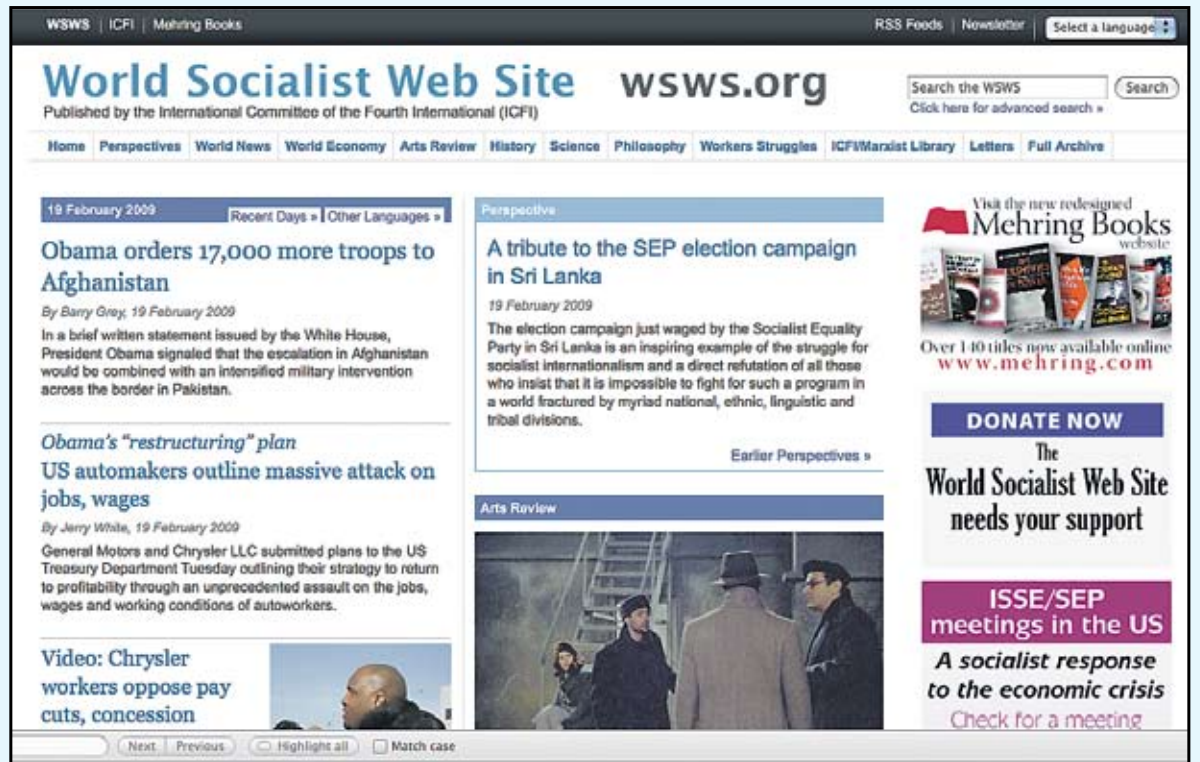 WSWS | ICFI | Mehring Books
RSS Feeds | Newsletter | Select a language
World Socialist Web Site wsws.org
Published by the International Committee of the Fourth International (ICFI)
Search the WSWS Search
Click here for advanced search »
Home Perspectives World News World Economy Arts Review History Science Philosophy Workers Struggles ICFI/Marxist Library Letters Full Archive
19 February 2009 Recent Days » Other Languages »
Obama orders 17,000 more troops to
Afghanistan
By Barry Grey, 19 February 2009
In a brief written statement issued by the White House,
President Obama signaled that the escalation in Afghanistan
would be combined with an intensified military intervention
across the border in Pakistan.
Obama's "restructuring" plan
US automakers outline massive attack on
jobs, wages
By Jerry White, 19 February 2009
General Motors and Chrysler LLC submitted plans to the US
Treasury Department Tuesday outlining their strategy to return
to profitability through an unprecedented assault on the jobs,
wages and working conditions of autoworkers.
Video: Chrysler
workers oppose pay
cuts, concession
Perspective
A tribute to the SEP election campaign
in Sri Lanka
19 February 2009
The election campaign just waged by the Socialist Equality
Party in Sri Lanka is an inspiring example of the struggle for
socialist internationalism and a direct refutation of all those
who insist that it is impossible to fight for such a program in
a world fractured by myriad national, ethnic, linguistic and
tribal divisions.
Earlier Perspectives »
Arts Review
Visit the new redesigned
Mehring Books
website
Over 140 titles now available online
www.mehring.com
DONATE NOW
The
World Socialist Web Site
needs your support
ISSE/SEP
meetings in the US
A socialist response
to the economic crisis
Check for a meeting
Next Previous Highlight all Match case